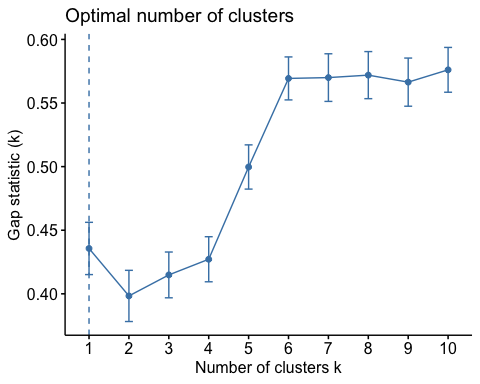 Optimal number of clusters
Gap statistic (k)
0.60
0.55
0.50
0.45
0.40
1 2 3 4 5 6 7 8 9 10
Number of clusters k